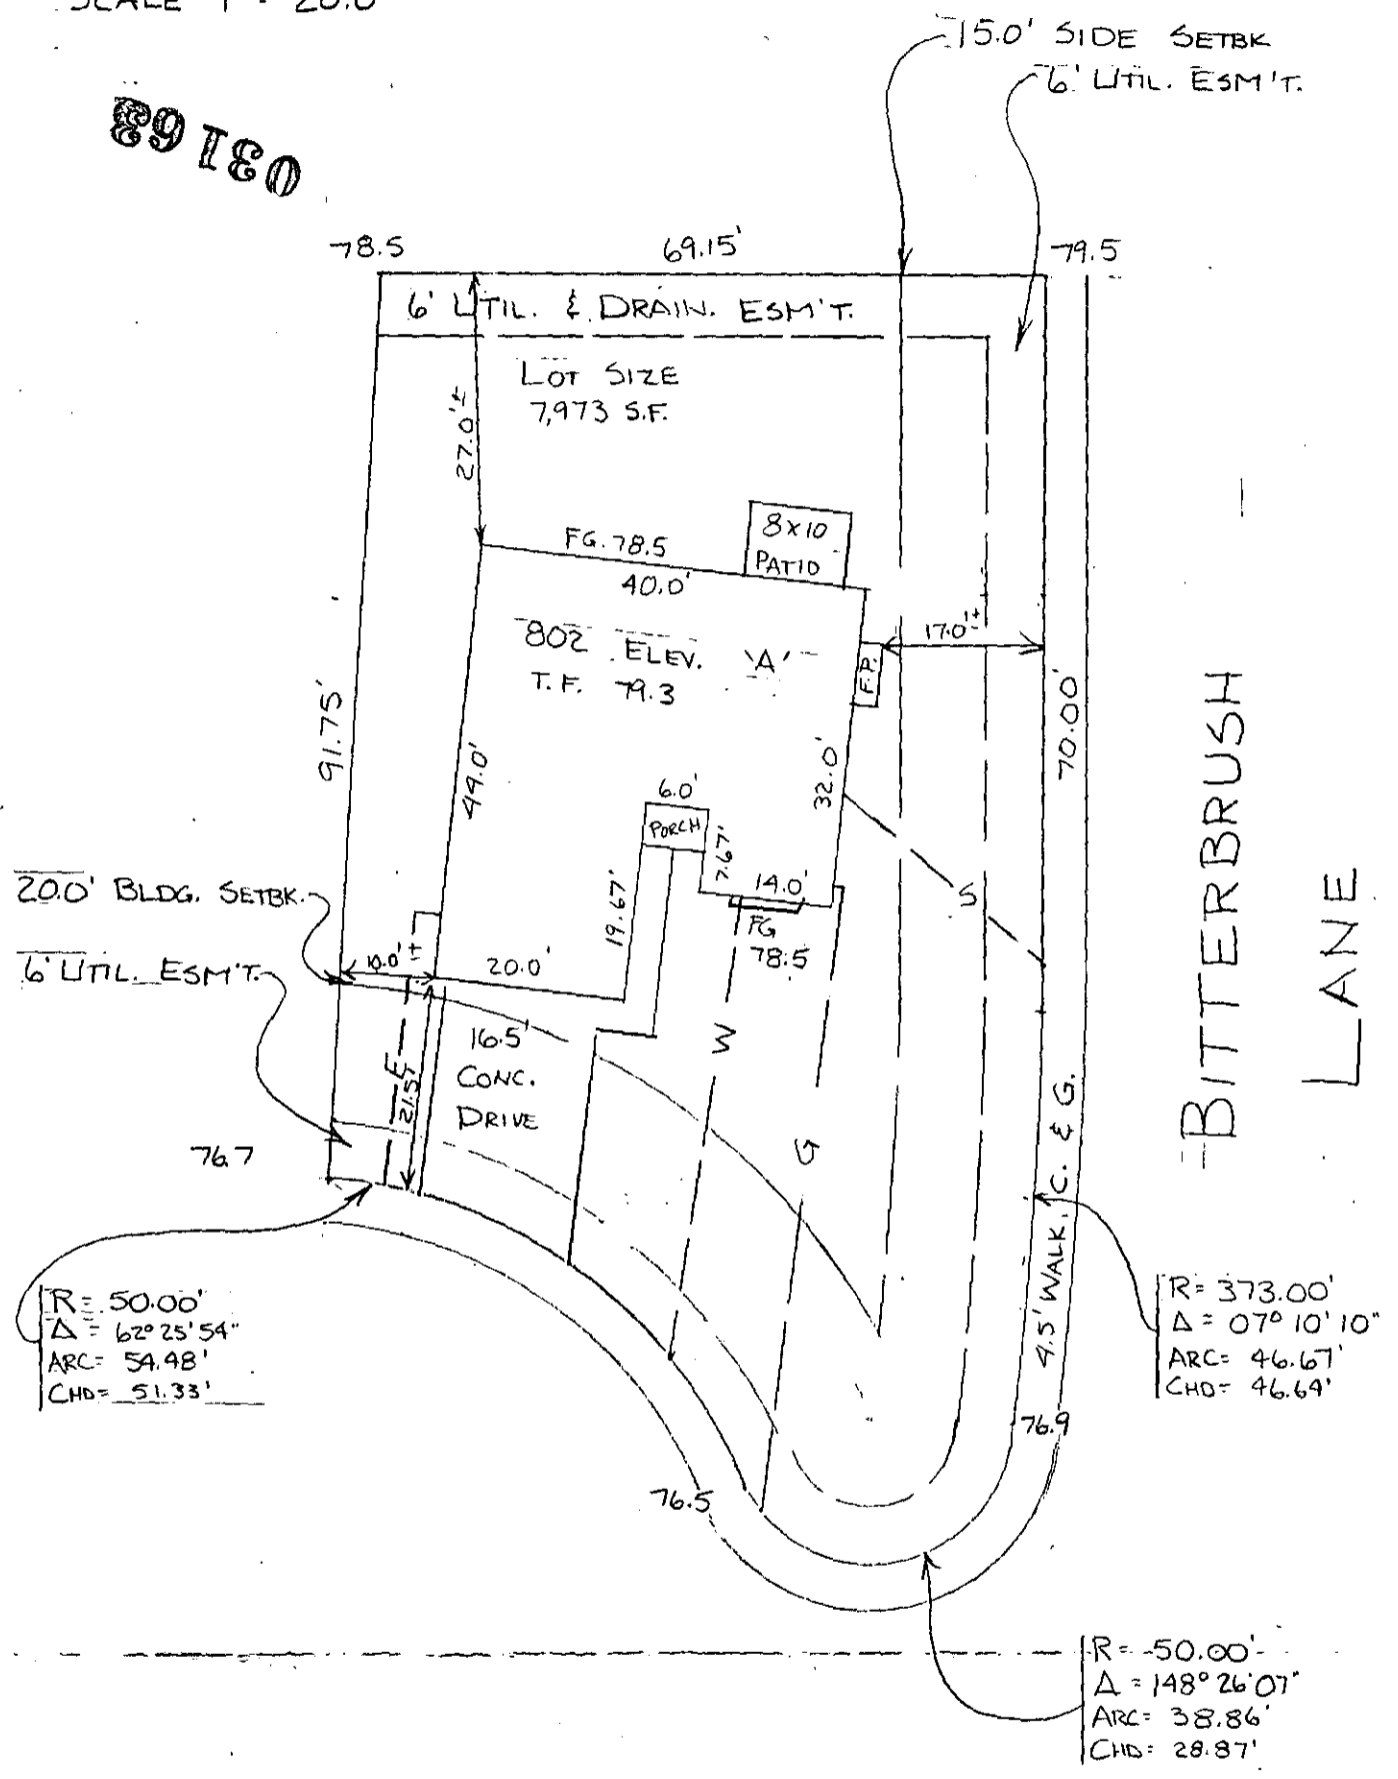 SCALE 1" = 20.0'
15.0' SIDE SETBK
6' UTIL. ESM'T.
03163
78.5
69.15'
79.5
6' UTIL. & DRAIN. ESM'T.
LOT SIZE
7,973 S.F.
27.0'±
8x10
PATIO
FG. 78.5
40.0'
802 ELEV. 'A'
T.F. 79.3
17.0'±
F.P.
91.75'
44.0'
32.0'
70.00'
BITTERBRUSH
LANE
6.0'
PORCH
7.67'
19.67'
14.0'
FG
78.5
S
20.0' BLDG. SETBK.
6' UTIL. ESM'T.
10.0'±
20.0'
E
21.5'
16.5'
CONC.
DRIVE
W
G
76.7
4.5' WALK, C. & G.
R= 50.00'
Δ = 62°25'54"
ARC= 54.48'
CHD= 51.33'
R= 373.00'
Δ = 07°10'10"
ARC= 46.67'
CHD= 46.64'
76.9
76.5
R= 50.00'
Δ = 148°26'07"
ARC= 38.86'
CHD= 28.87'